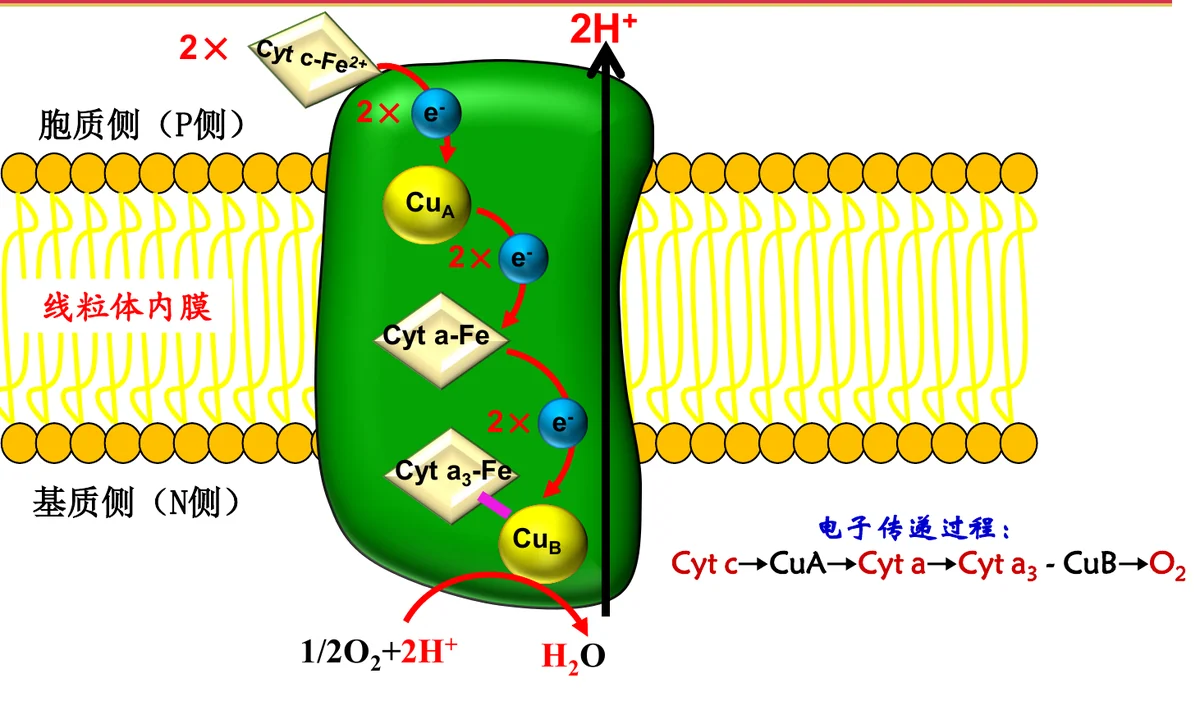 2H⁺
2×
Cyt c-Fe²⁺
2×
e⁻
胞质侧（P侧）
Cu_A
2×
e⁻
线粒体内膜
Cyt a-Fe
2×
e⁻
Cyt a₃-Fe
基质侧（N侧）
Cu_B
电子传递过程：
Cyt c→CuA→Cyt a→Cyt a₃ - CuB→O₂
1/2O₂+2H⁺
H₂O